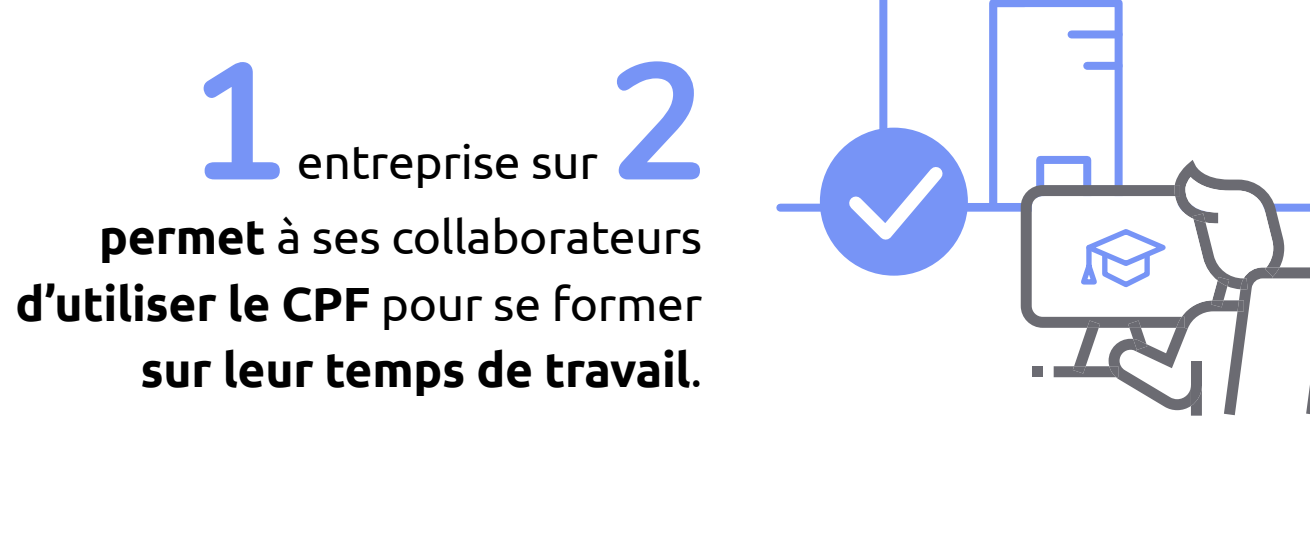 1 entreprise sur 2
permet à ses collaborateurs
d’utiliser le CPF pour se former
sur leur temps de travail.